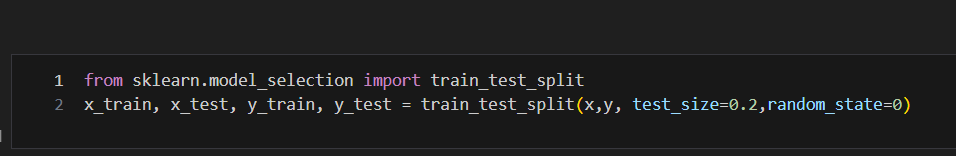 1 from sklearn.model_selection import train_test_split
2 x_train, x_test, y_train, y_test = train_test_split(x,y, test_size=0.2,random_state=0)